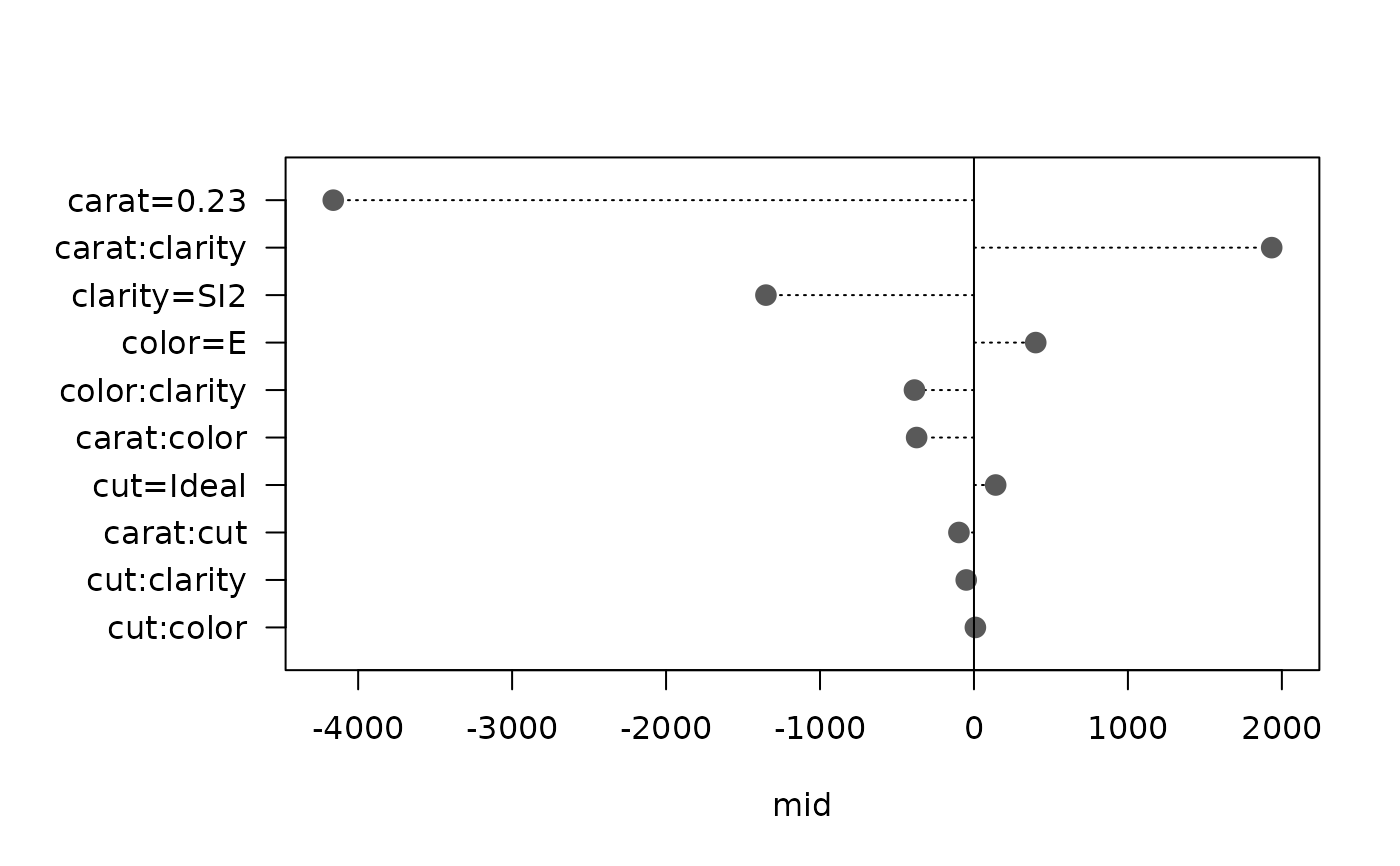 carat=0.23
carat:clarity
clarity=SI2
color=E
color:clarity
carat:color
cut=Ideal
carat:cut
cut:clarity
cut:color
-4000 -3000 -2000 -1000 0 1000 2000
mid